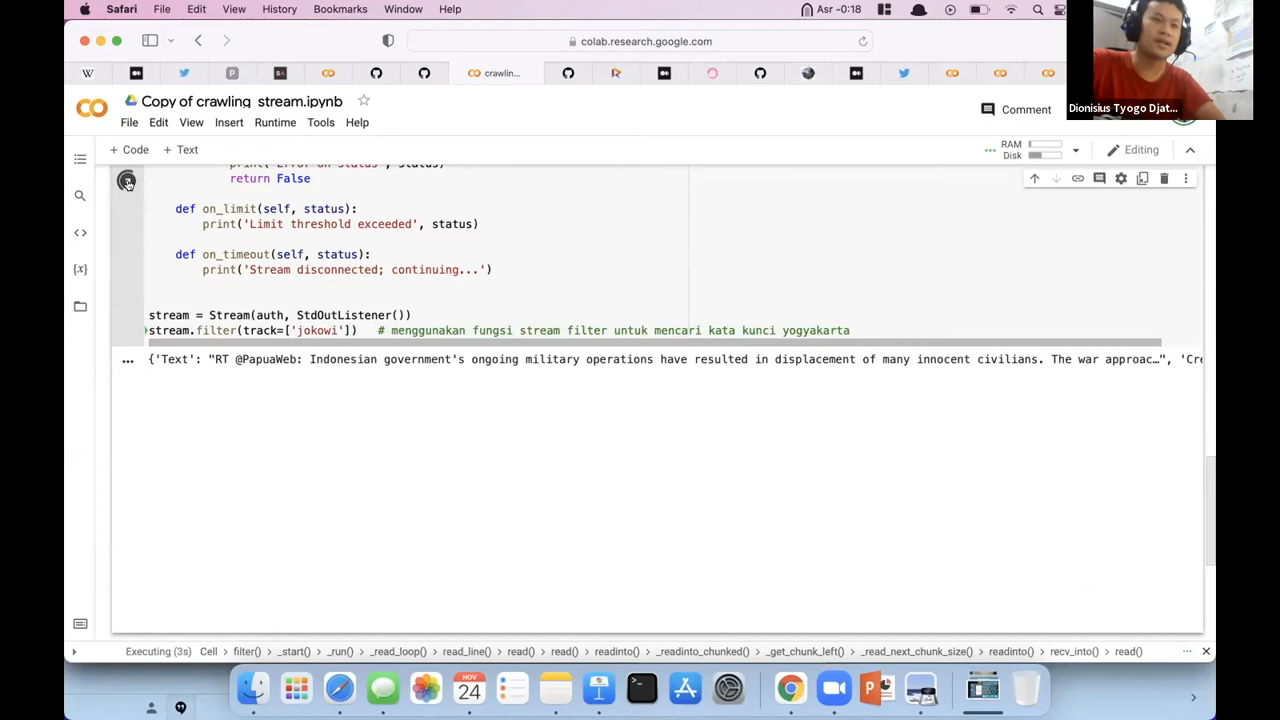 Safari File Edit View History Bookmarks Window Help Asr -0:18
colab.research.google.com
W crawlin...
Copy of crawling stream.ipynb
Comment
File Edit View Insert Runtime Tools Help
+ Code + Text RAM Disk Editing
return False
def on_limit(self, status):
print('Limit threshold exceeded', status)
def on_timeout(self, status):
print('Stream disconnected; continuing...')
stream = Stream(auth, StdOutListener())
stream.filter(track=['jokowi']) # menggunakan fungsi stream filter untuk mencari kata kunci yogyakarta
{'Text': "RT @PapuaWeb: Indonesian government's ongoing military operations have resulted in displacement of many innocent civilians. The war approac…", 'Cre
Executing (3s) Cell filter() _start() _run() _read_loop() read_line() read() read() readinto() _readinto_chunked() _get_chunk_left() _read_next_chunk_size() readinto() recv_into() read()
NOV
24
Dionisius Tyogo Djat...